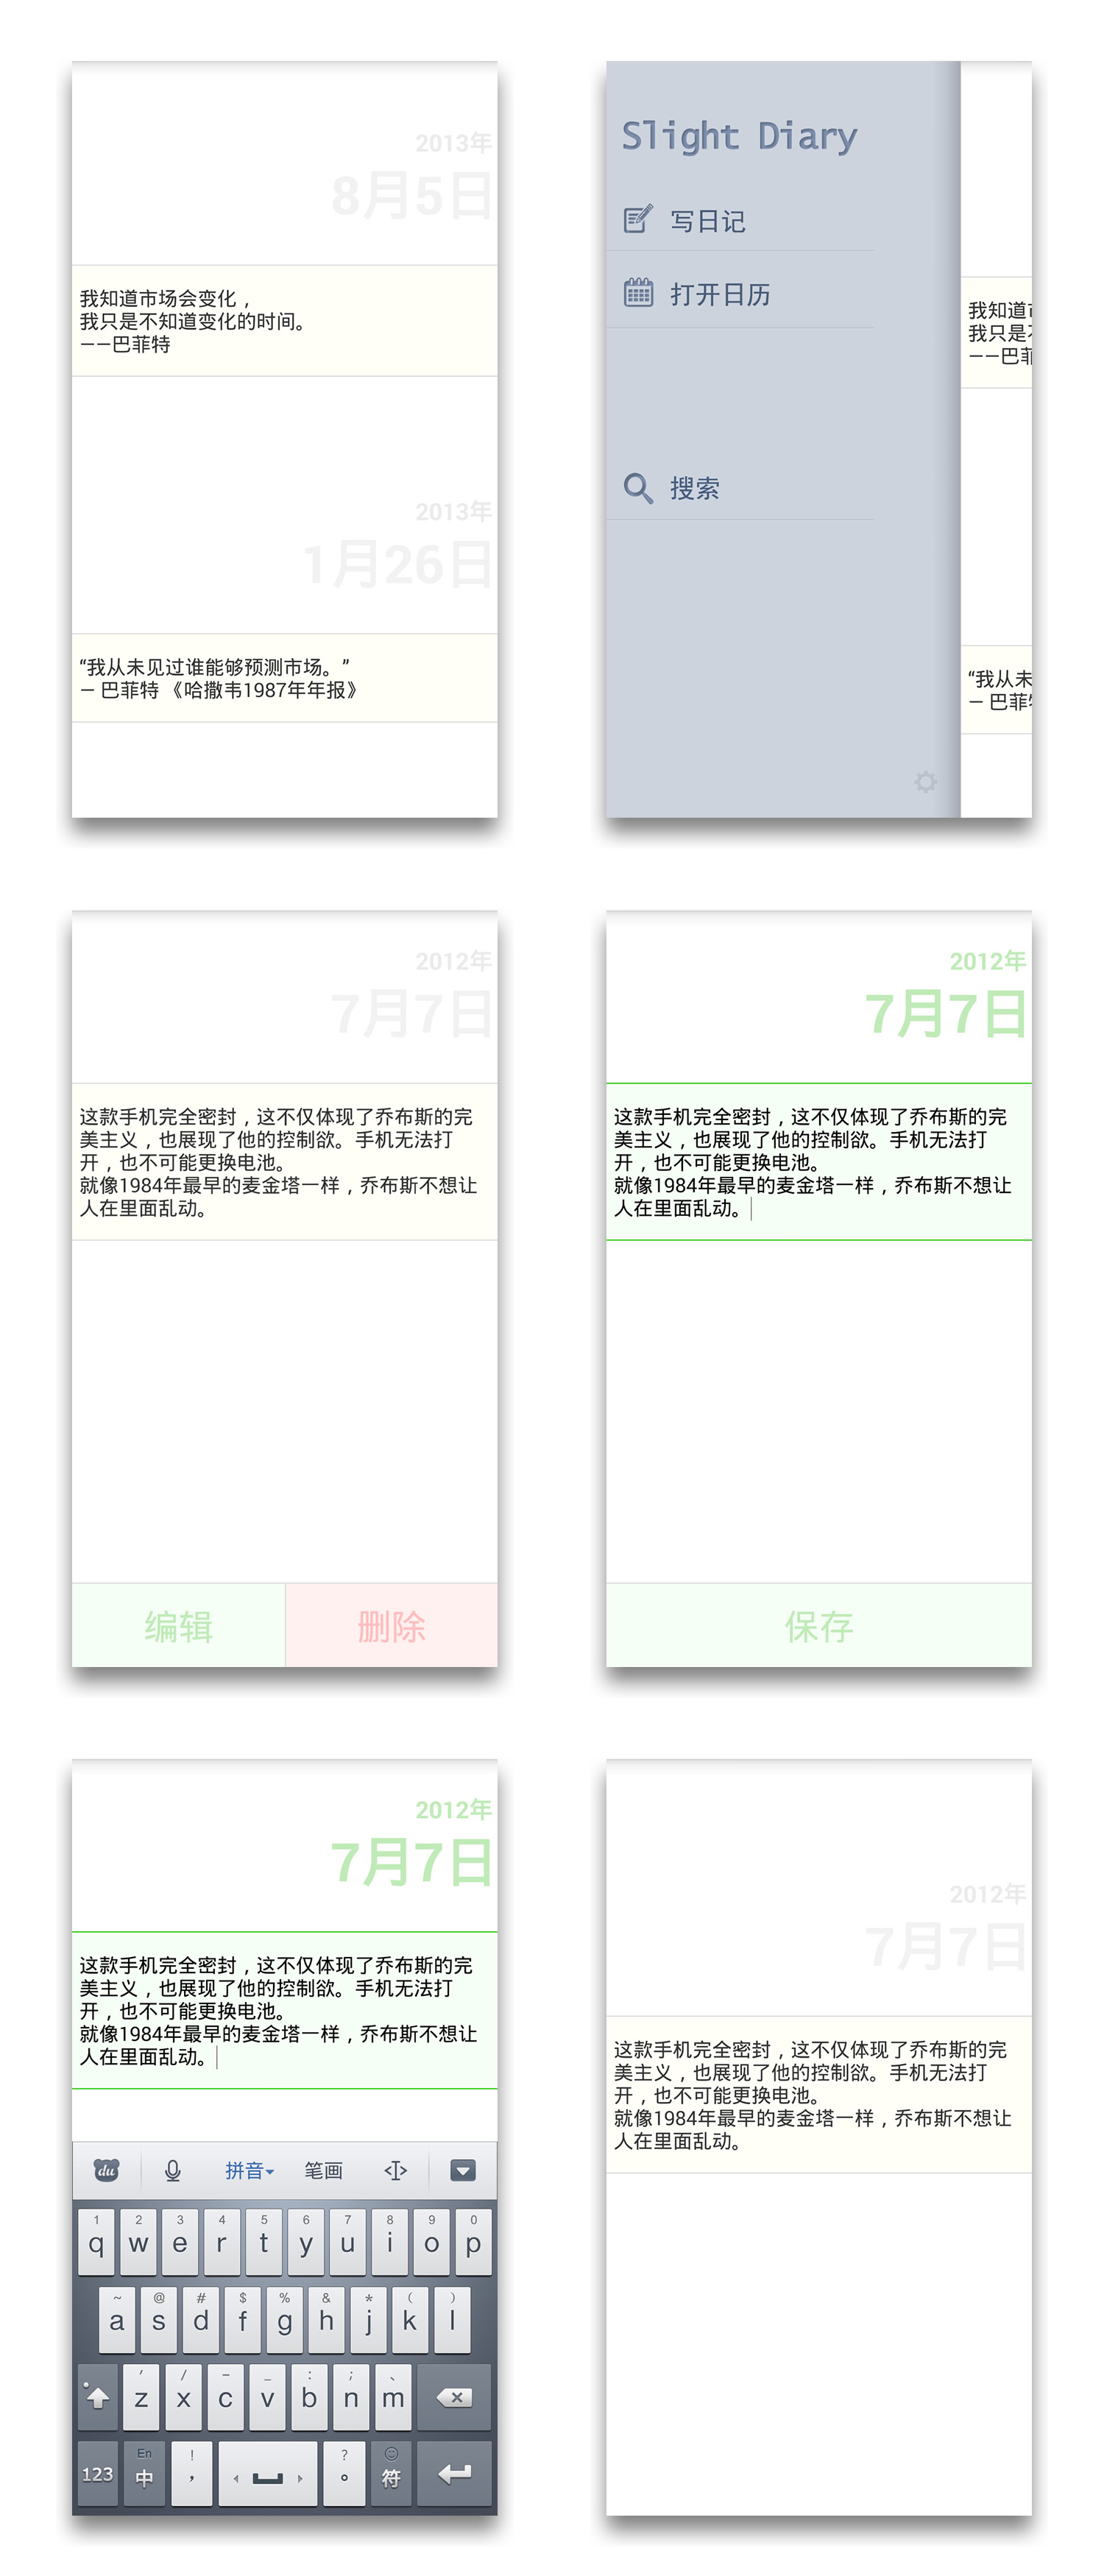 2013年
8月5日
我知道市场会变化，
我只是不知道变化的时间。
——巴菲特
2013年
1月26日
“我从未见过谁能够预测市场。”
— 巴菲特 《哈撒韦1987年年报》
Slight Diary
写日记
打开日历
搜索
我知道市
我只是不
——巴菲
“我从未
— 巴菲特
2012年
7月7日
这款手机完全密封，这不仅体现了乔布斯的完
美主义，也展现了他的控制欲。手机无法打
开，也不可能更换电池。
就像1984年最早的麦金塔一样，乔布斯不想让
人在里面乱动。
编辑
删除
2012年
7月7日
这款手机完全密封，这不仅体现了乔布斯的完
美主义，也展现了他的控制欲。手机无法打
开，也不可能更换电池。
就像1984年最早的麦金塔一样，乔布斯不想让
人在里面乱动。
保存
2012年
7月7日
这款手机完全密封，这不仅体现了乔布斯的完
美主义，也展现了他的控制欲。手机无法打
开，也不可能更换电池。
就像1984年最早的麦金塔一样，乔布斯不想让
人在里面乱动。
du 拼音 笔画
1 2 3 4 5 6 7 8 9 0
q w e r t y u i o p
~ @ # $ % & * ( )
a s d f g h j k l
' / - _ : ; 、
z x c v b n m
En ! ?
123 中 ， 。 符
2012年
7月7日
这款手机完全密封，这不仅体现了乔布斯的完
美主义，也展现了他的控制欲。手机无法打
开，也不可能更换电池。
就像1984年最早的麦金塔一样，乔布斯不想让
人在里面乱动。